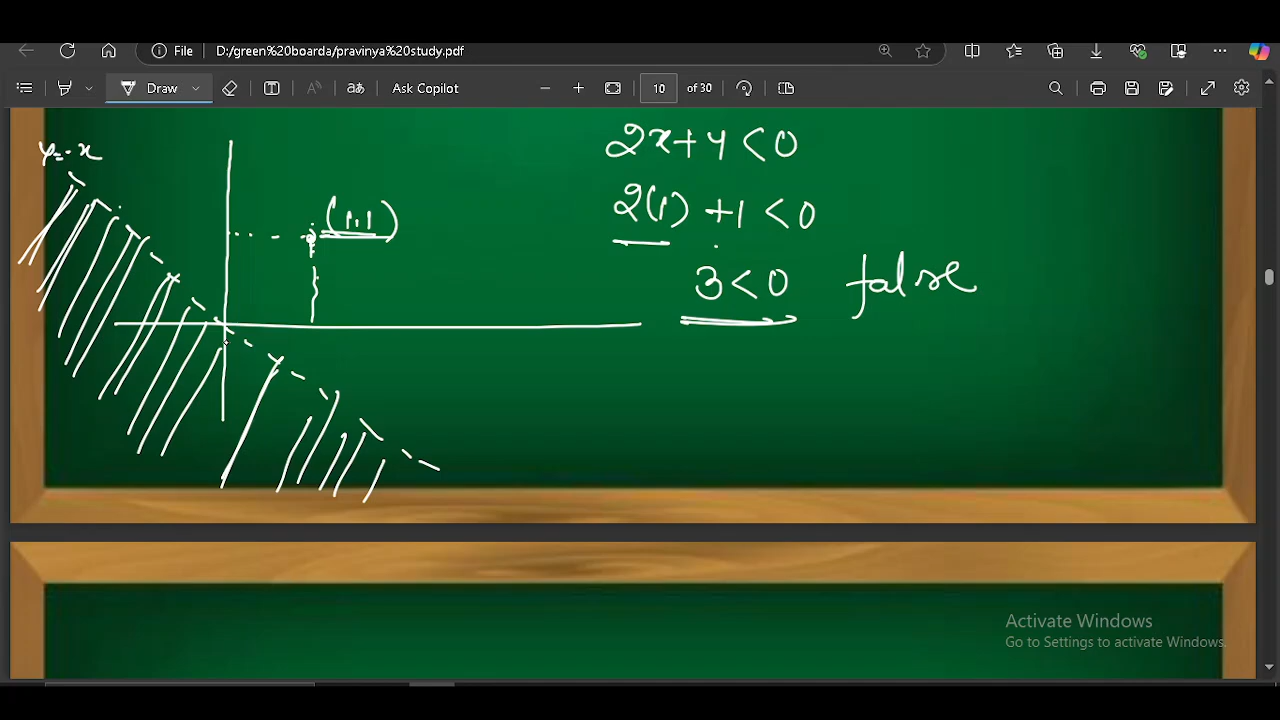 File D:/green%20boarda/pravinya%20study.pdf
Draw Ask Copilot 10 of 30
2x+y<0
y=-x
(1,1)
2(1)+1<0
3<0 false
Activate Windows
Go to Settings to activate Windows.